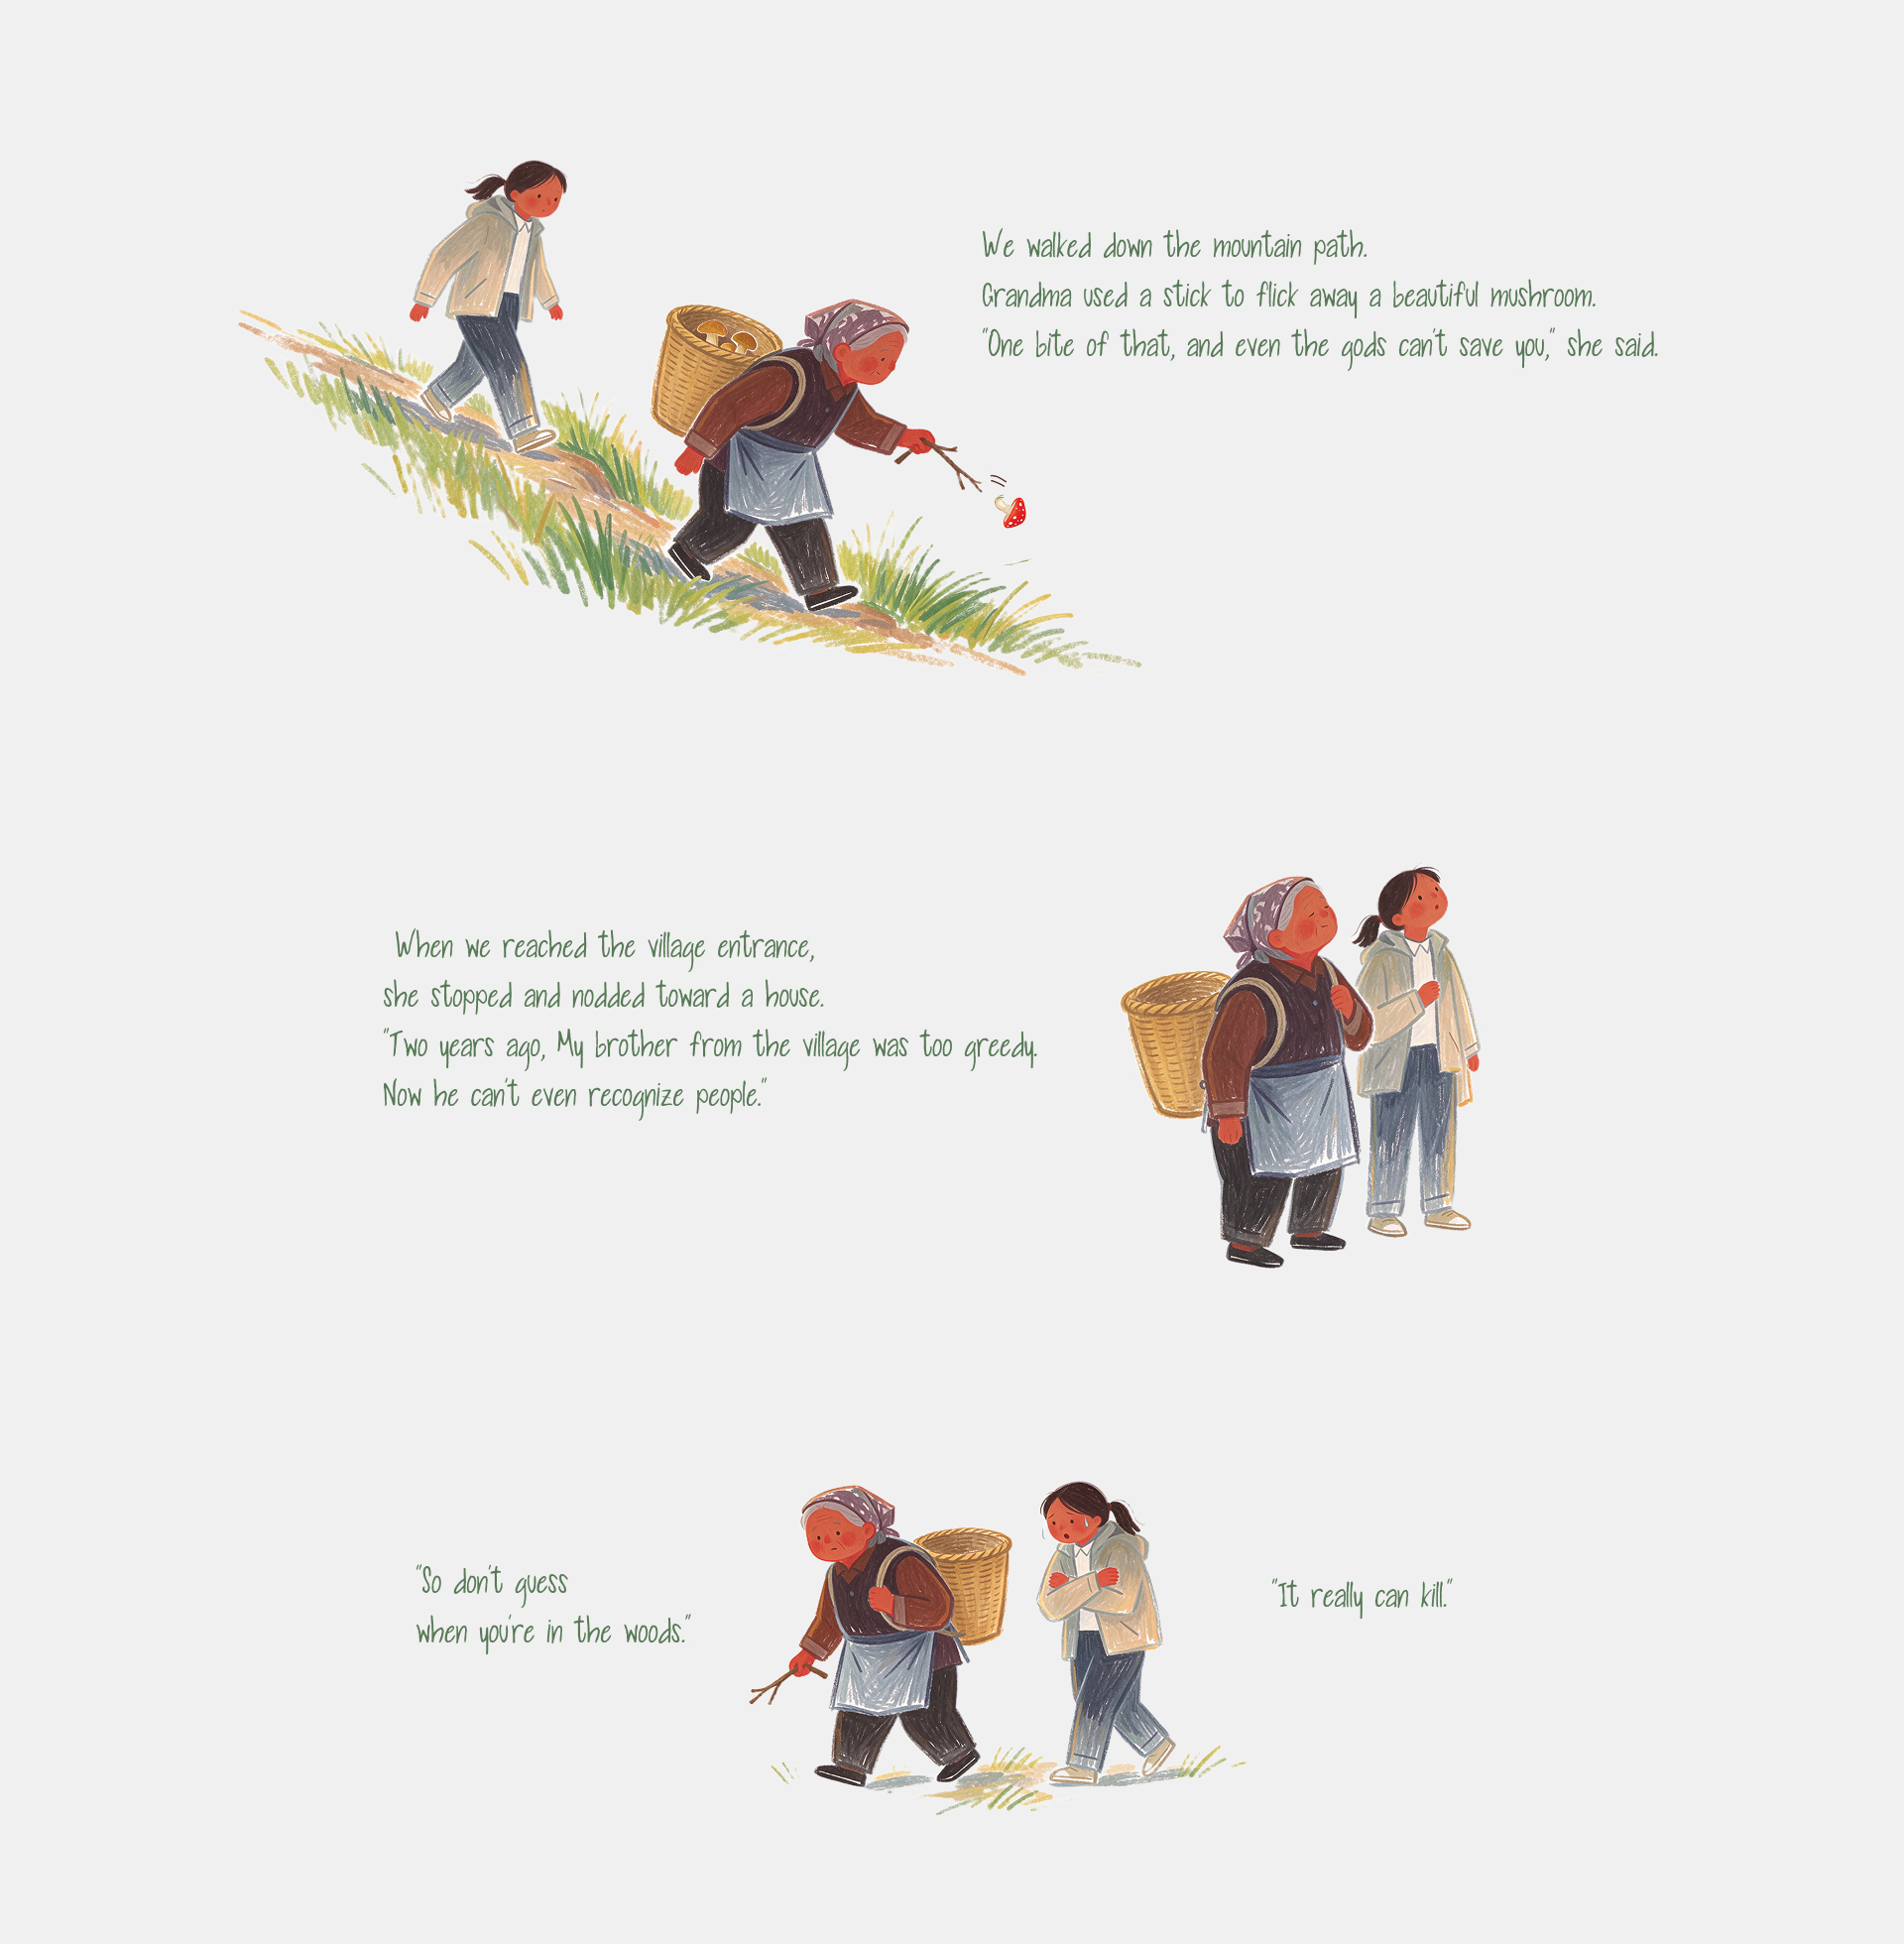 We walked down the mountain path.
Grandma used a stick to flick away a beautiful mushroom.
"One bite of that, and even the gods can't save you," she said.
When we reached the village entrance,
she stopped and nodded toward a house.
"Two years ago, My brother from the village was too greedy.
Now he can't even recognize people."
"So don't guess
when you're in the woods."
"It really can kill."